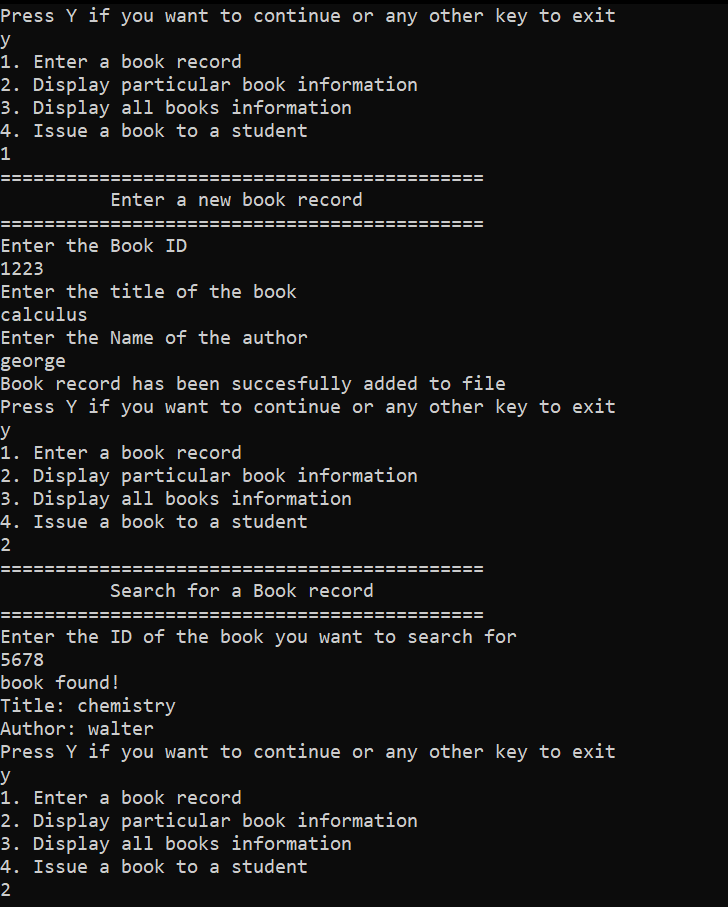 Press Y if you want to continue or any other key to exit
y
1. Enter a book record
2. Display particular book information
3. Display all books information
4. Issue a book to a student
1
============================================
Enter a new book record
============================================
Enter the Book ID
1223
Enter the title of the book
calculus
Enter the Name of the author
george
Book record has been succesfully added to file
Press Y if you want to continue or any other key to exit
y
1. Enter a book record
2. Display particular book information
3. Display all books information
4. Issue a book to a student
2
============================================
Search for a Book record
============================================
Enter the ID of the book you want to search for
5678
book found!
Title: chemistry
Author: walter
Press Y if you want to continue or any other key to exit
y
1. Enter a book record
2. Display particular book information
3. Display all books information
4. Issue a book to a student
2